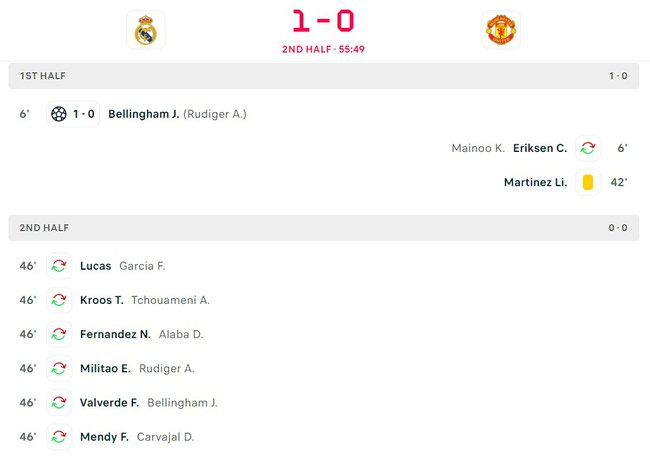 1-0
2ND HALF · 55:49
1ST HALF 1 - 0
6' 1 - 0 Bellingham J. (Rudiger A.)
Mainoo K. Eriksen C. 6'
Martinez Li. 42'
2ND HALF 0 - 0
46' Lucas Garcia F.
46' Kroos T. Tchouameni A.
46' Fernandez N. Alaba D.
46' Militao E. Rudiger A.
46' Valverde F. Bellingham J.
46' Mendy F. Carvajal D.